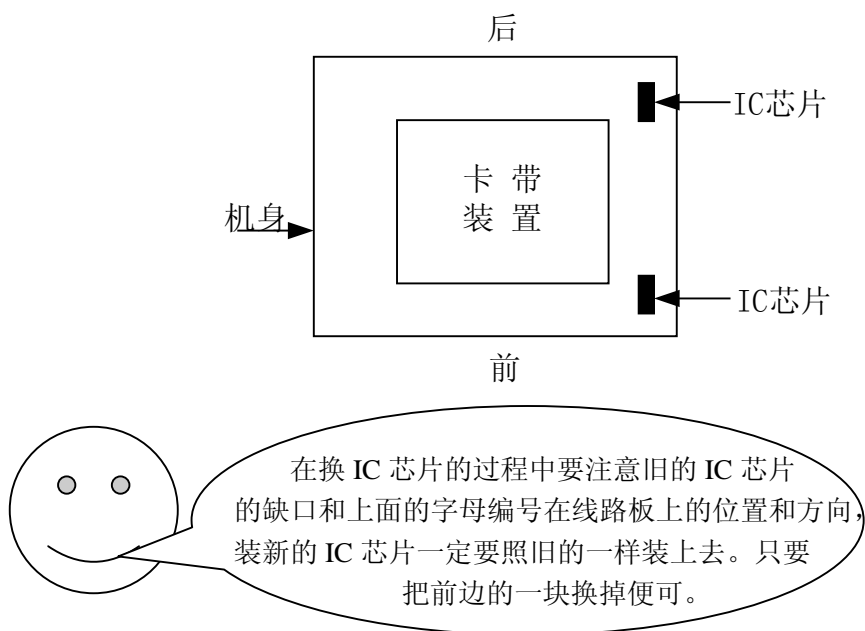 后
IC芯片
卡 带
装 置
机身
IC芯片
前
在换 IC 芯片的过程中要注意旧的 IC 芯片
的缺口和上面的字母编号在线路板上的位置和方向，
装新的 IC 芯片一定要照旧的一样装上去。只要
把前边的一块换掉便可。